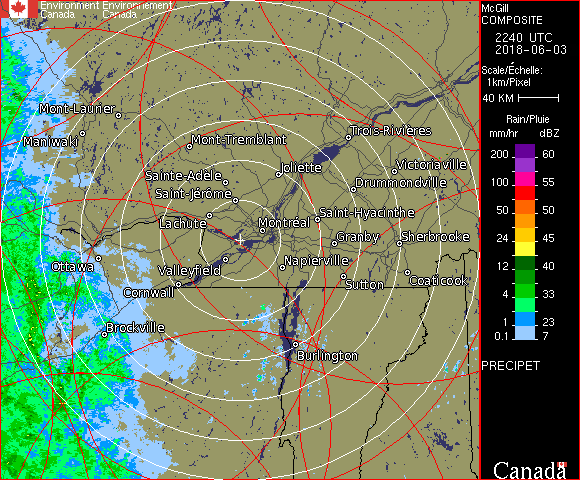 Environment Environnement
Canada Canada
McGill
COMPOSITE
2240 UTC
2018-06-03
Scale/Échelle:
1km/Pixel
40 KM
Rain/Pluie
mm/hr dBZ
200 60
150 57
100 55
50 50
24 45
12 40
4 33
1 23
0.1 7
PRECIPET
Canada
Mont-Laurier
Maniwaki
Mont-Tremblant
Trois-Rivières
Joliette
Victoriaville
Sainte-Adèle
Drummondville
Saint-Jérôme
Saint-Hyacinthe
Lachute
Montréal
Granby
Sherbrooke
Ottawa
Valleyfield
Napierville
Cornwall
Sutton
Coaticook
Brockville
Burlington